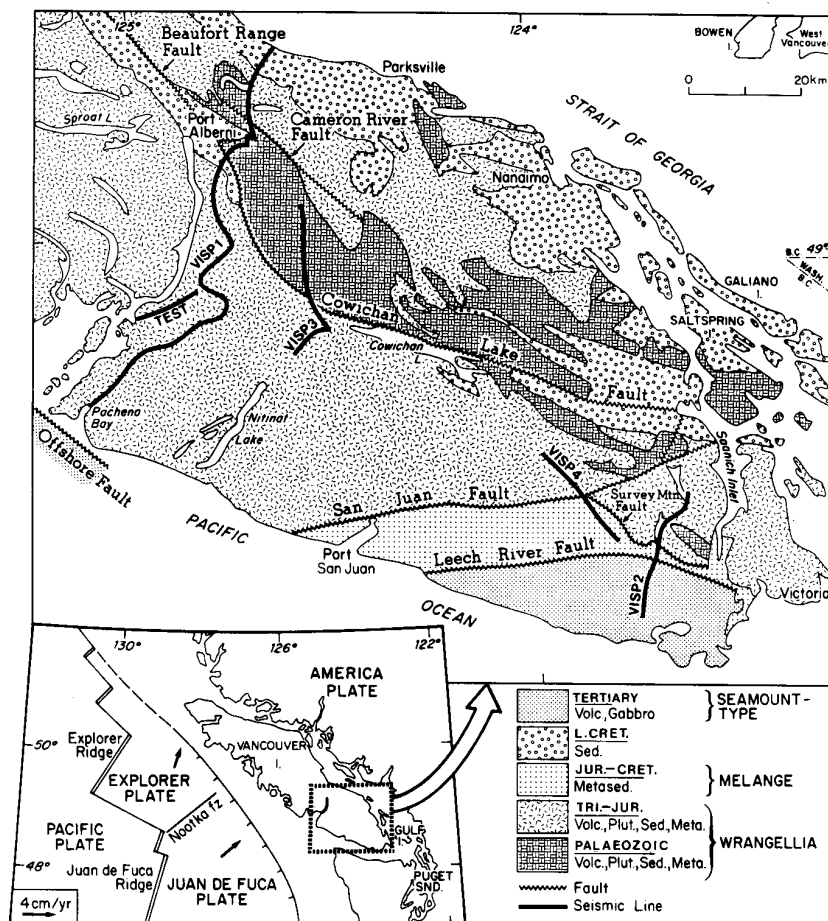 125°
124°
BOWEN
I.
West
Vancouver
Beaufort Range
Fault
Parksville
0 20km
Sproat L.
Port
Alberni
Cameron River
Fault
STRAIT OF GEORGIA
Nanaimo
49°
B.C.
WASH.
B.C.
VISP1
GALIANO
I.
TEST
VISP3
Cowichan
Lake
Fault
Cowichan
L.
SALTSPRING
I.
Pachena
Bay
Nitinat
Lake
Offshore Fault
VISP4
Saanich Inlet
San Juan Fault
Survey Mtn.
Fault
PACIFIC
OCEAN
Port
San Juan
Leech River Fault
VISP2
Victoria
130°
126°
122°
AMERICA
PLATE
50°
Explorer
Ridge
VANCOUVER
I.
EXPLORER
PLATE
Nootka fz
PACIFIC
PLATE
GULF
IS.
48°
Juan de Fuca
Ridge
JUAN DE FUCA
PLATE
PUGET
SND.
4cm/yr
TERTIARY
Volc., Gabbro
SEAMOUNT-
TYPE
L.CRET.
Sed.
JUR.-CRET.
Metased.
MELANGE
TRI.-JUR.
Volc., Plut., Sed., Meta.
WRANGELLIA
PALAEOZOIC
Volc., Plut., Sed., Meta.
Fault
Seismic Line